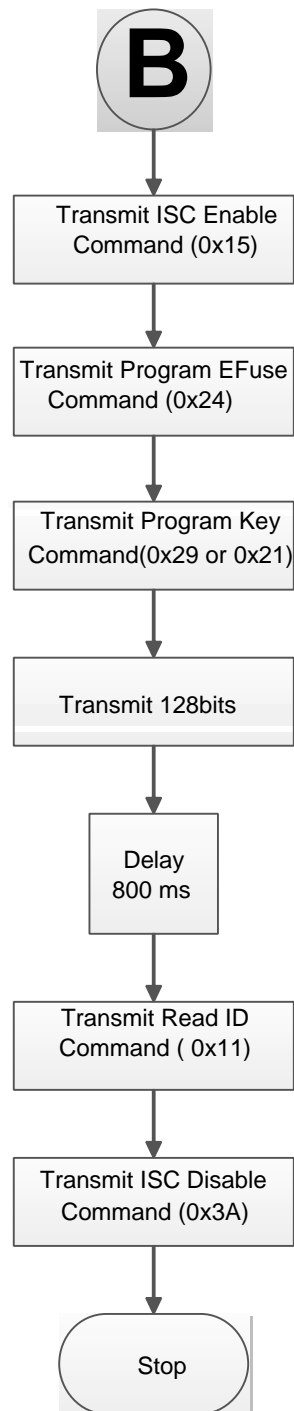 B
Transmit ISC Enable
Command (0x15)
Transmit Program EFuse
Command (0x24)
Transmit Program Key
Command(0x29 or 0x21)
Transmit 128bits
Delay
800 ms
Transmit Read ID
Command ( 0x11)
Transmit ISC Disable
Command (0x3A)
Stop